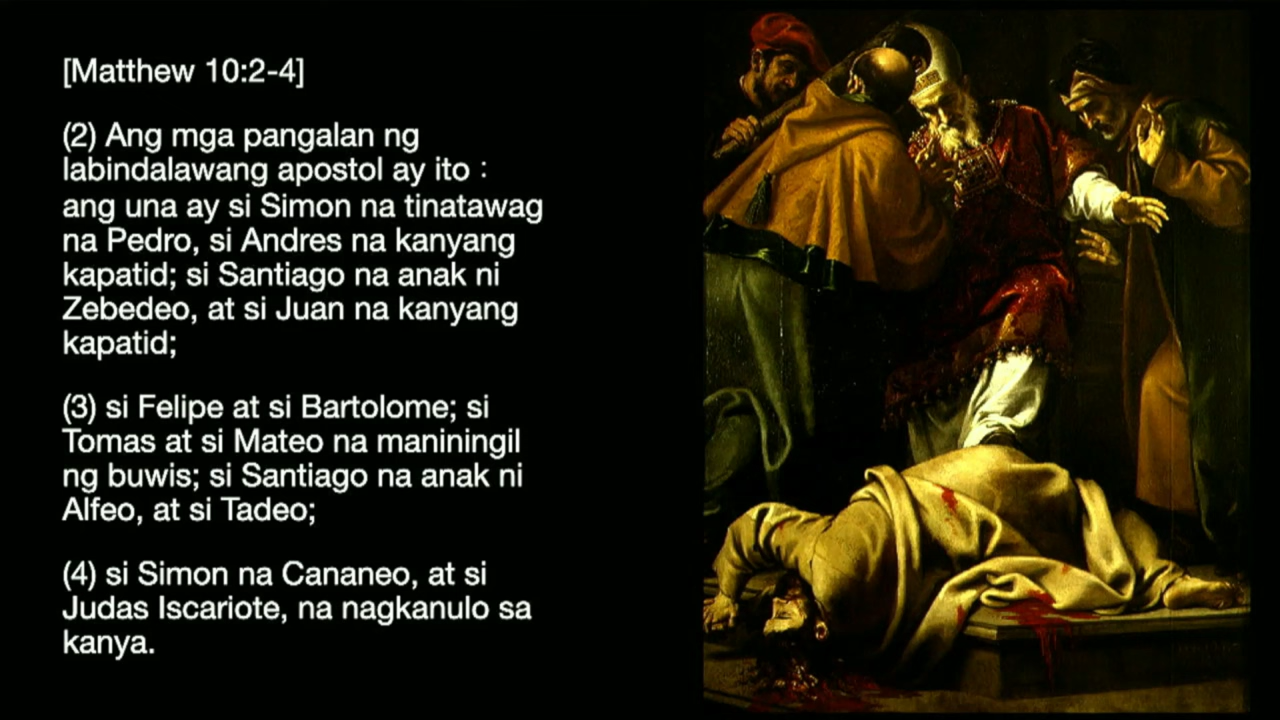 [Matthew 10:2-4]
(2) Ang mga pangalan ng
labindalawang apostol ay ito :
ang una ay si Simon na tinatawag
na Pedro, si Andres na kanyang
kapatid; si Santiago na anak ni
Zebedeo, at si Juan na kanyang
kapatid;
(3) si Felipe at si Bartolome; si
Tomas at si Mateo na maniningil
ng buwis; si Santiago na anak ni
Alfeo, at si Tadeo;
(4) si Simon na Cananeo, at si
Judas Iscariote, na nagkanulo sa
kanya.